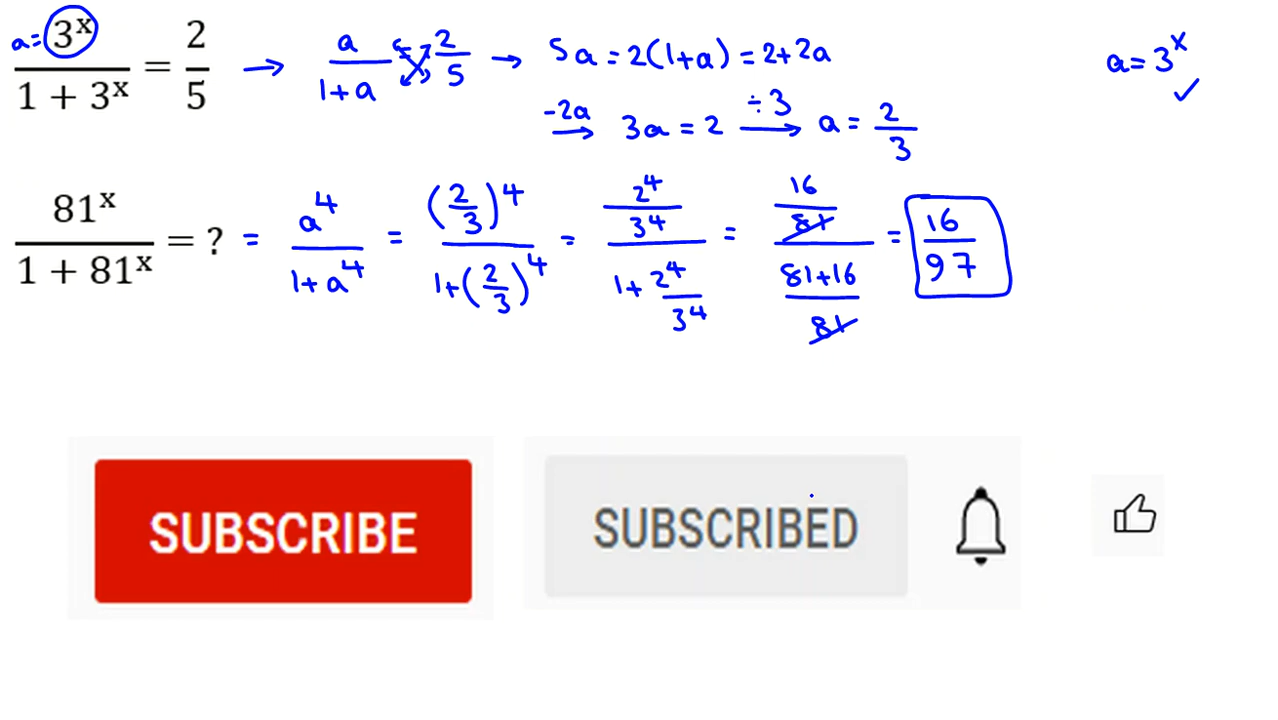 a = 3^x / (1 + 3^x) = 2/5 → a / (1+a) 2/5 → 5a = 2(1+a) = 2+2a a = 3^x ✓
-2a → 3a = 2 ÷3 → a = 2/3
81^x / (1 + 81^x) = ? = a^4 / (1+a^4) = (2/3)^4 / (1+(2/3)^4) = (2^4/3^4) / (1+2^4/3^4) = (16/81) / ((81+16)/81) = 16/97
SUBSCRIBE SUBSCRIBED